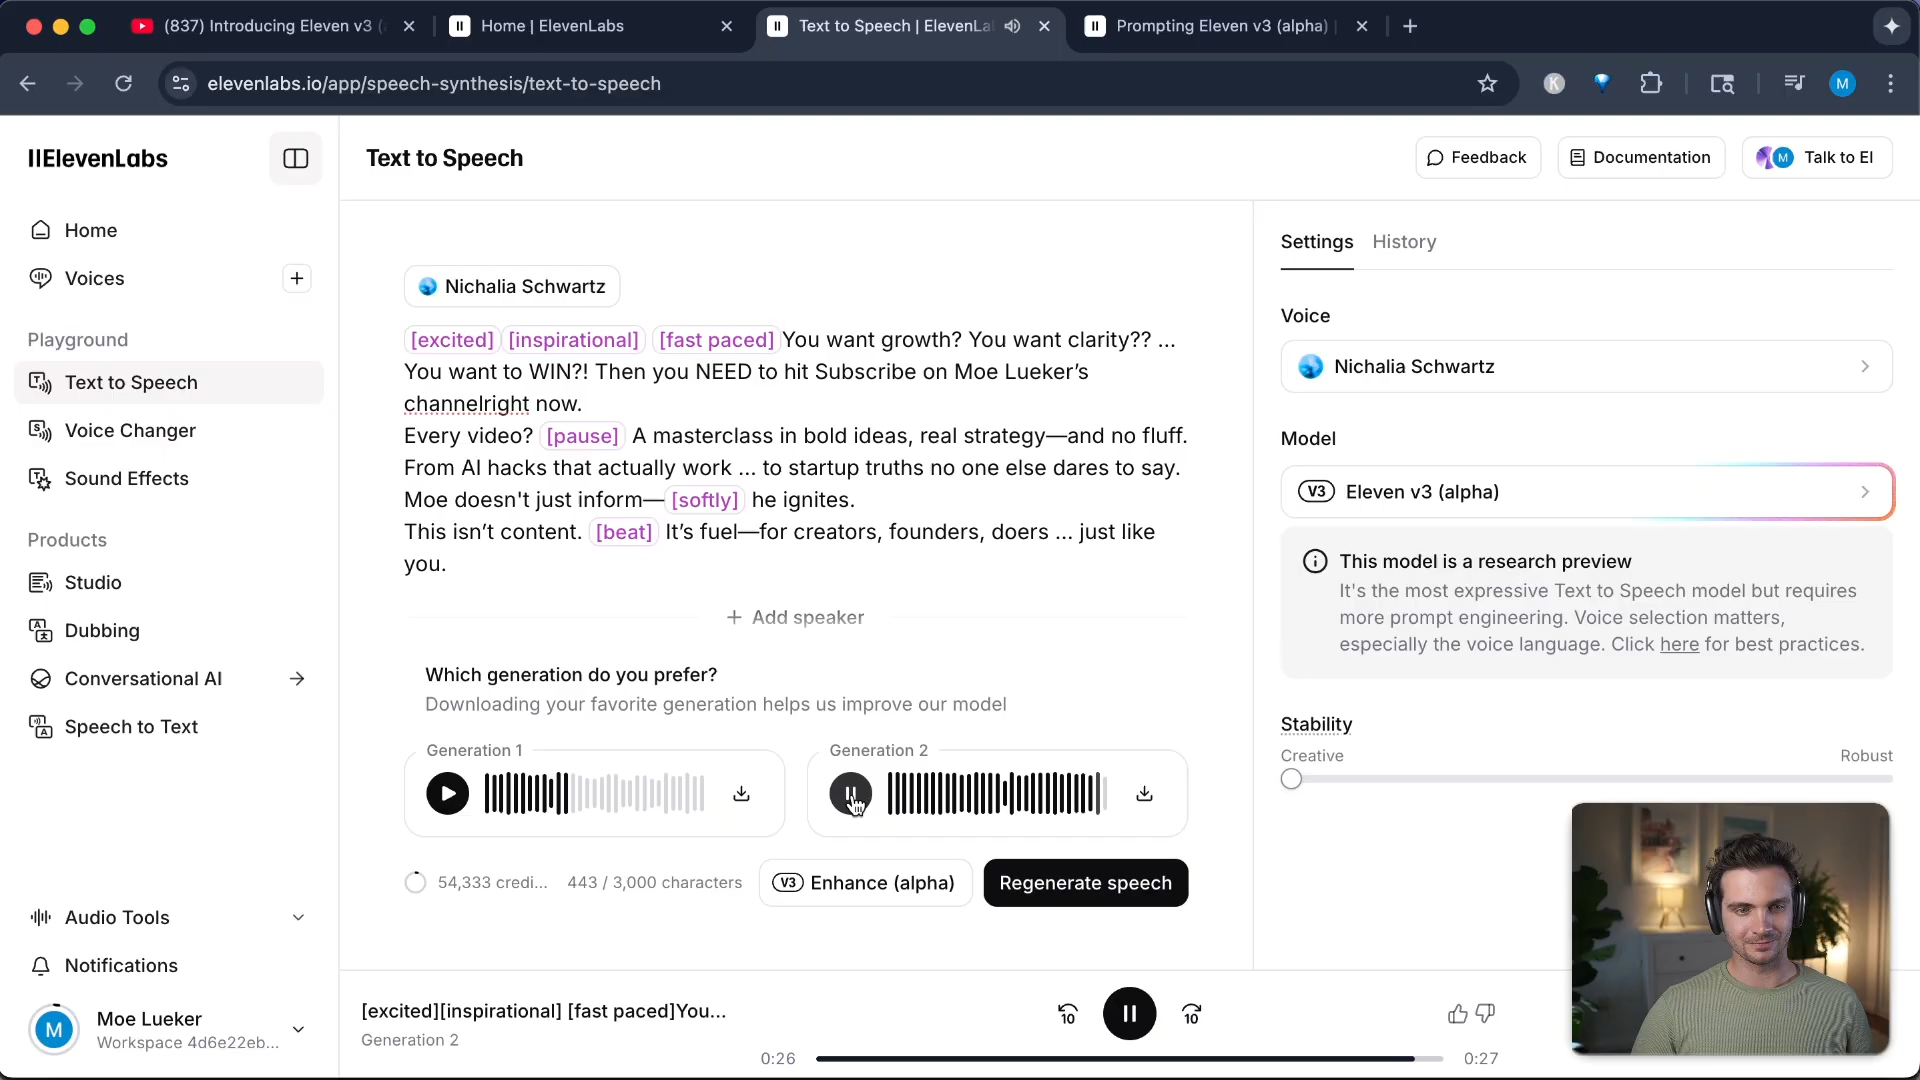 (837) Introducing Eleven v3 (
Home | ElevenLabs
Text to Speech | ElevenLa
Prompting Eleven v3 (alpha) |
elevenlabs.io/app/speech-synthesis/text-to-speech
K
M
IIElevenLabs
Text to Speech
Feedback
Documentation
M
Talk to El
Home
Voices
Playground
Text to Speech
Voice Changer
Sound Effects
Products
Studio
Dubbing
Conversational AI
Speech to Text
Audio Tools
Notifications
M
Moe Lueker
Workspace 4d6e22eb...
Nichalia Schwartz
[excited] [inspirational] [fast paced] You want growth? You want clarity?? ...
You want to WIN?! Then you NEED to hit Subscribe on Moe Lueker’s
channelright now.
Every video? [pause] A masterclass in bold ideas, real strategy—and no fluff.
From AI hacks that actually work ... to startup truths no one else dares to say.
Moe doesn't just inform— [softly] he ignites.
This isn’t content. [beat] It’s fuel—for creators, founders, doers ... just like
you.
Add speaker
Which generation do you prefer?
Downloading your favorite generation helps us improve our model
Generation 1
Generation 2
54,333 credi...
443 / 3,000 characters
V3 Enhance (alpha)
Regenerate speech
Settings
History
Voice
Nichalia Schwartz
Model
V3 Eleven v3 (alpha)
This model is a research preview
It's the most expressive Text to Speech model but requires
more prompt engineering. Voice selection matters,
especially the voice language. Click here for best practices.
Stability
Creative
Robust
[excited][inspirational] [fast paced]You...
Generation 2
10
10
0:26
0:27